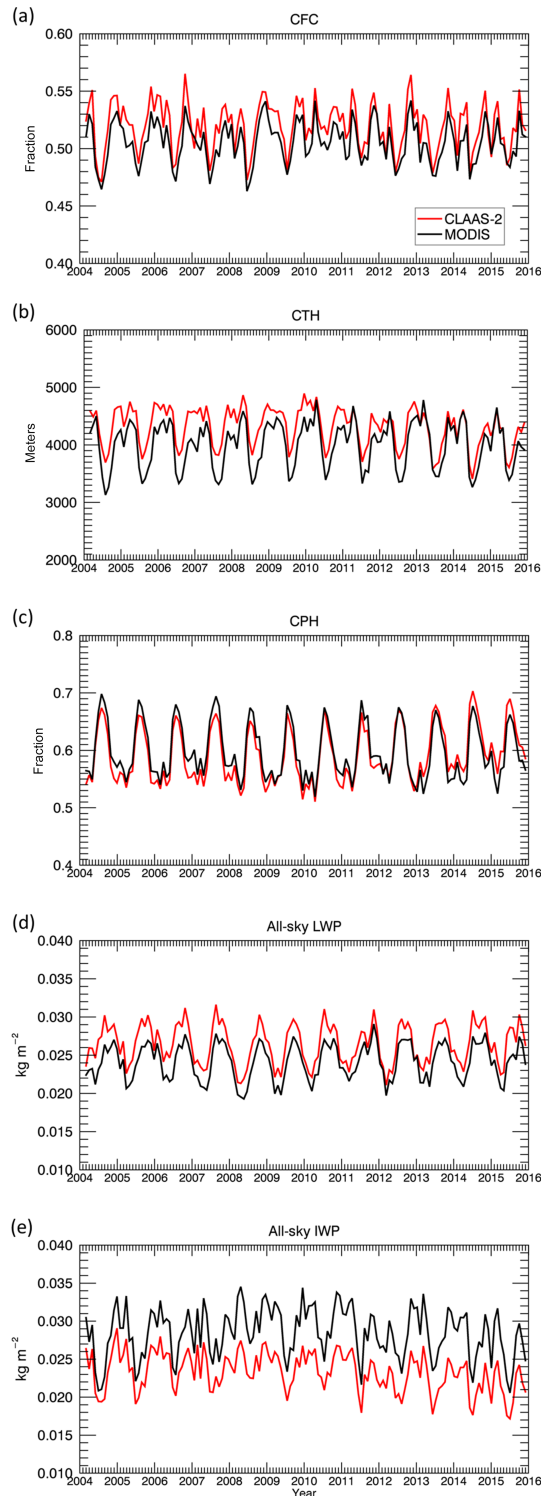 (a)
CFC
0.60
0.55
0.50
0.45
0.40
Fraction
CLAAS-2
MODIS
2004 2005 2006 2007 2008 2009 2010 2011 2012 2013 2014 2015 2016
(b)
CTH
6000
5000
4000
3000
2000
Meters
2004 2005 2006 2007 2008 2009 2010 2011 2012 2013 2014 2015 2016
(c)
CPH
0.8
0.7
0.6
0.5
0.4
Fraction
2004 2005 2006 2007 2008 2009 2010 2011 2012 2013 2014 2015 2016
(d)
All-sky LWP
0.040
0.035
0.030
0.025
0.020
0.015
0.010
kg m⁻²
2004 2005 2006 2007 2008 2009 2010 2011 2012 2013 2014 2015 2016
(e)
All-sky IWP
0.040
0.035
0.030
0.025
0.020
0.015
0.010
kg m⁻²
2004 2005 2006 2007 2008 2009 2010 2011 2012 2013 2014 2015 2016
Year